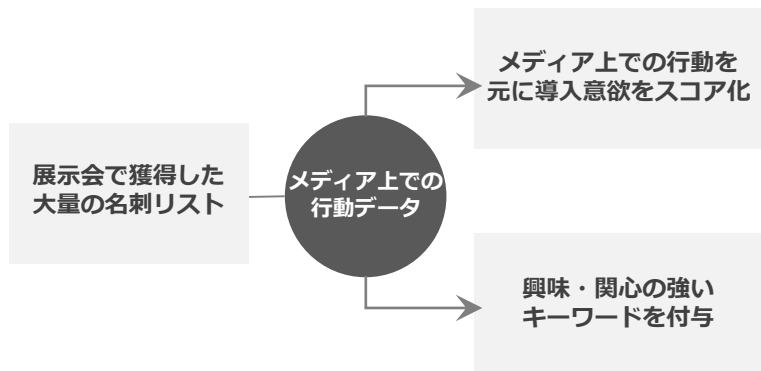 展示会で獲得した
大量の名刺リスト
メディア上での
行動データ
メディア上での行動を
元に導入意欲をスコア化
興味・関心の強い
キーワードを付与